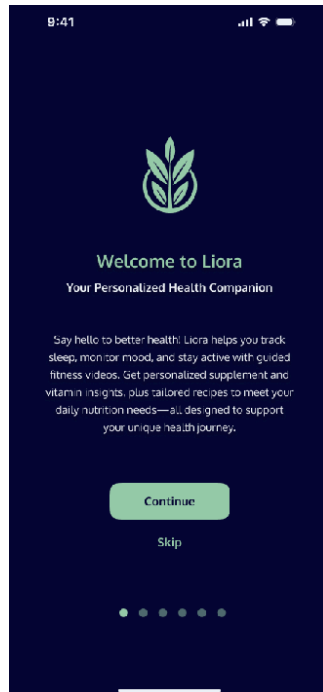 9:41
Welcome to Liora
Your Personalized Health Companion
Say hello to better health! Liora helps you track
sleep, monitor mood, and stay active with guided
fitness videos. Get personalized supplement and
vitamin insights, plus tailored recipes to meet your
daily nutrition needs—all designed to support
your unique health journey.
Continue
Skip